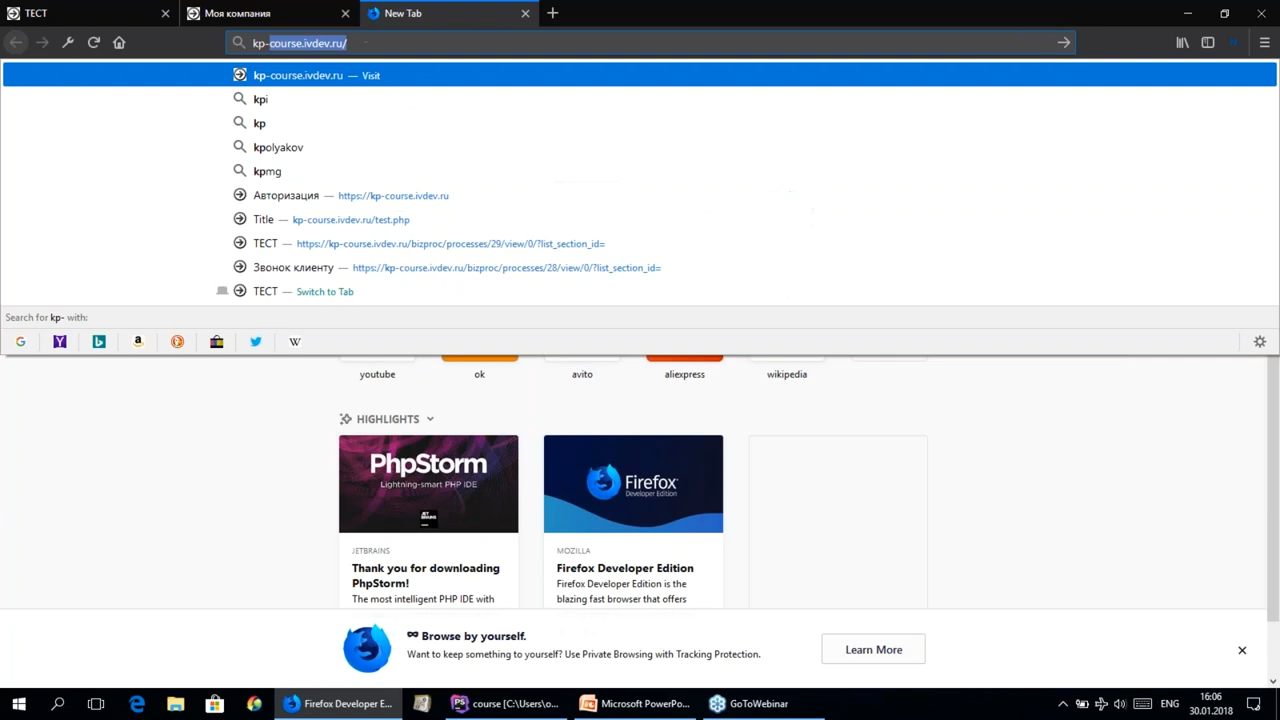 ТЕСТ
Моя компания
New Tab
kp-course.ivdev.ru/
kp-course.ivdev.ru — Visit
kpi
kp
kpolyakov
kpmg
Авторизация — https://kp-course.ivdev.ru
Title — kp-course.ivdev.ru/test.php
ТЕСТ — https://kp-course.ivdev.ru/bizproc/processes/29/view/0/?list_section_id=
Звонок клиенту — https://kp-course.ivdev.ru/bizproc/processes/28/view/0/?list_section_id=
ТЕСТ — Switch to Tab
Search for kp- with:
youtube
ok
avito
aliexpress
wikipedia
HIGHLIGHTS
PhpStorm
Lightning-smart PHP IDE
JET BRAINS
Firefox
Developer Edition
JETBRAINS
Thank you for downloading
PhpStorm!
The most intelligent PHP IDE with
MOZILLA
Firefox Developer Edition
Firefox Developer Edition is the
blazing fast browser that offers
Browse by yourself.
Want to keep something to yourself? Use Private Browsing with Tracking Protection.
Learn More
Firefox Developer E...
course [C:\Users\o...
Microsoft PowerPo...
GoToWebinar
ENG
16:06
30.01.2018